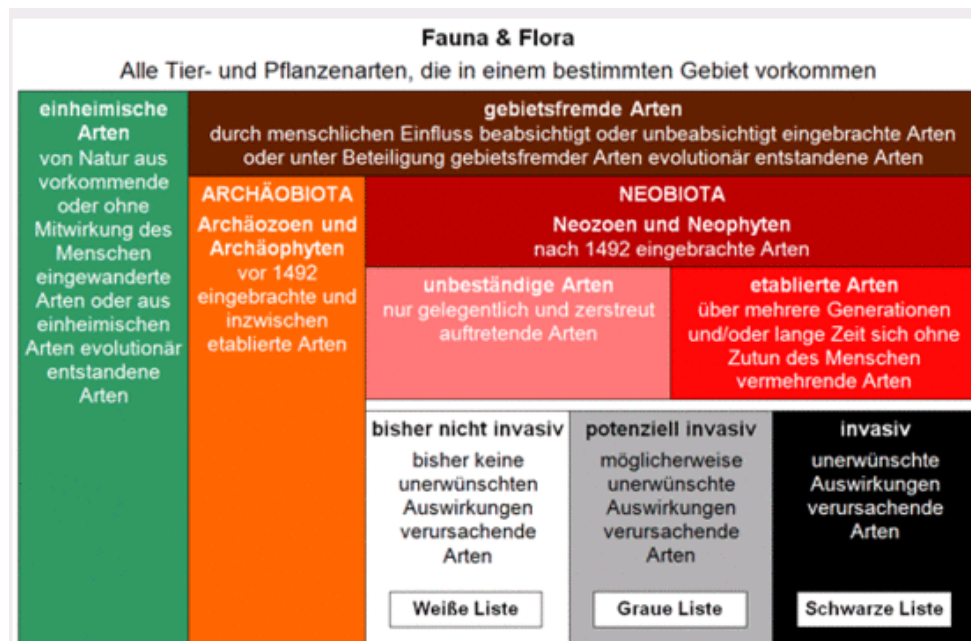 Fauna & Flora
Alle Tier- und Pflanzenarten, die in einem bestimmten Gebiet vorkommen
einheimische
Arten
von Natur aus
vorkommende
oder ohne
Mitwirkung des
Menschen
eingewanderte
Arten oder aus
einheimischen
Arten evolutionär
entstandene
Arten
gebietsfremde Arten
durch menschlichen Einfluss beabsichtigt oder unbeabsichtigt eingebrachte Arten
oder unter Beteiligung gebietsfremder Arten evolutionär entstandene Arten
ARCHÄOBIOTA
Archäozoen und
Archäophyten
vor 1492
eingebrachte und
inzwischen
etablierte Arten
NEOBIOTA
Neozoen und Neophyten
nach 1492 eingebrachte Arten
unbeständige Arten
nur gelegentlich und zerstreut
auftretende Arten
etablierte Arten
über mehrere Generationen
und/oder lange Zeit sich ohne
Zutun des Menschen
vermehrende Arten
bisher nicht invasiv
bisher keine
unerwünschten
Auswirkungen
verursachende
Arten
Weiße Liste
potenziell invasiv
möglicherweise
unerwünschte
Auswirkungen
verursachende
Arten
Graue Liste
invasiv
unerwünschte
Auswirkungen
verursachende
Arten
Schwarze Liste